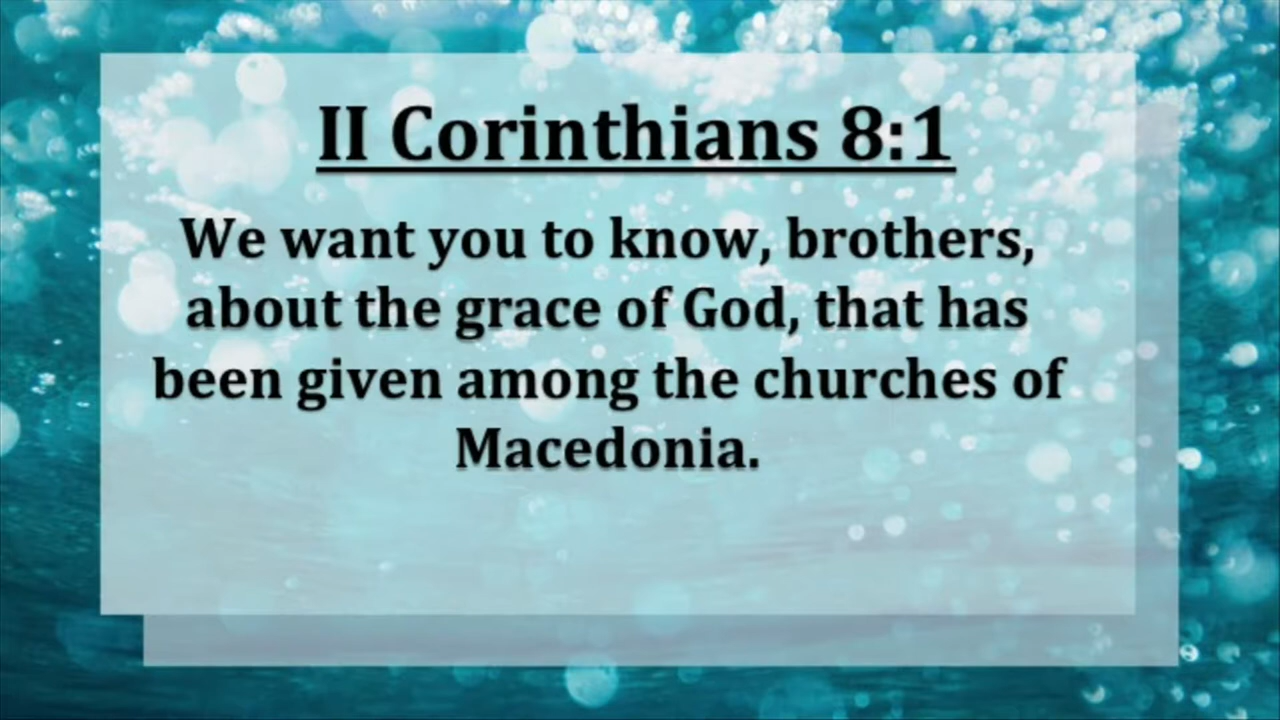 II Corinthians 8:1
We want you to know, brothers,
about the grace of God, that has
been given among the churches of
Macedonia.